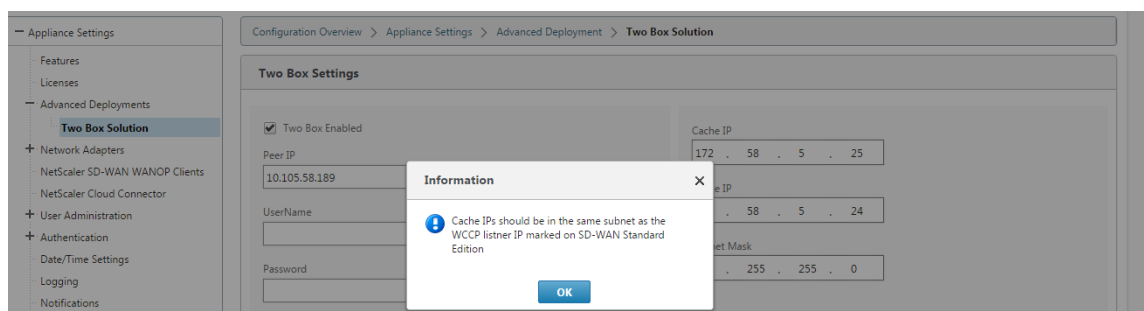 Appliance Settings
Features
Licenses
Advanced Deployments
Two Box Solution
Network Adapters
NetScaler SD-WAN WANOP Clients
NetScaler Cloud Connector
User Administration
Authentication
Date/Time Settings
Logging
Notifications
Configuration Overview > Appliance Settings > Advanced Deployment > Two Box Solution
Two Box Settings
Two Box Enabled
Peer IP
10.105.58.189
UserName
Password
Cache IP
172 . 58 . 5 . 25
IP
. 58 . 5 . 24
Mask
. 255 . 255 . 0
Information
Cache IPs should be in the same subnet as the
WCCP listner IP marked on SD-WAN Standard
Edition
OK